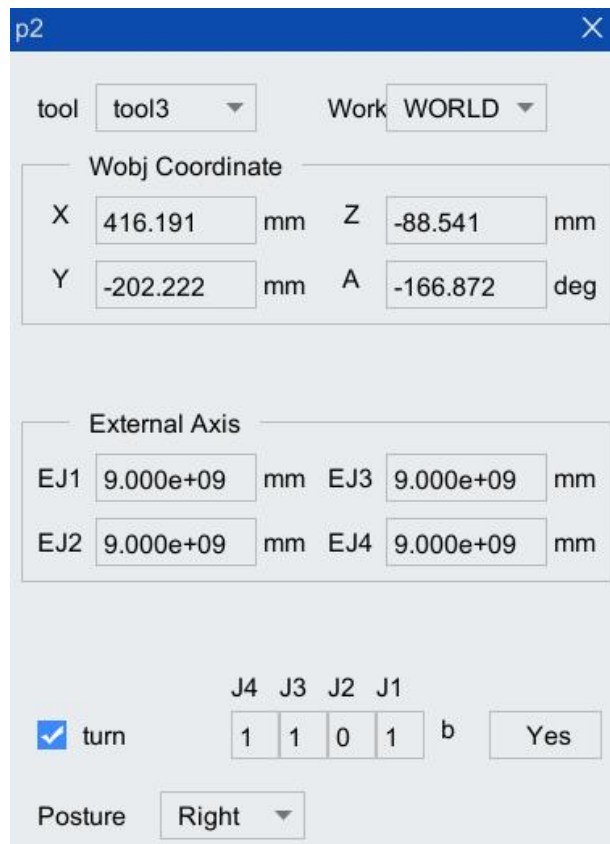 p2
tool tool3 Work WORLD
Wobj Coordinate
X 416.191 mm Z -88.541 mm
Y -202.222 mm A -166.872 deg
External Axis
EJ1 9.000e+09 mm EJ3 9.000e+09 mm
EJ2 9.000e+09 mm EJ4 9.000e+09 mm
J4 J3 J2 J1
turn 1 1 0 1 b Yes
Posture Right